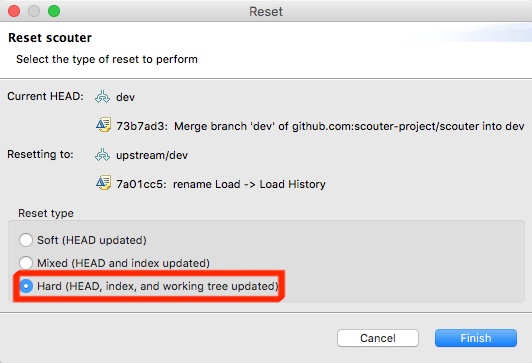 Reset
Reset scouter
Select the type of reset to perform
Current HEAD: dev
73b7ad3: Merge branch 'dev' of github.com:scouter-project/scouter into dev
Resetting to: upstream/dev
7a01cc5: rename Load -> Load History
Reset type
Soft (HEAD updated)
Mixed (HEAD and index updated)
Hard (HEAD, index, and working tree updated)
Cancel Finish